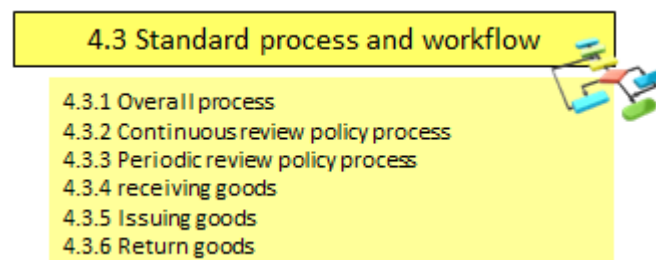 4.3 Standard process and workflow
4.3.1 Overall process
4.3.2 Continuous review policy process
4.3.3 Periodic review policy process
4.3.4 receiving goods
4.3.5 Issuing goods
4.3.6 Return goods